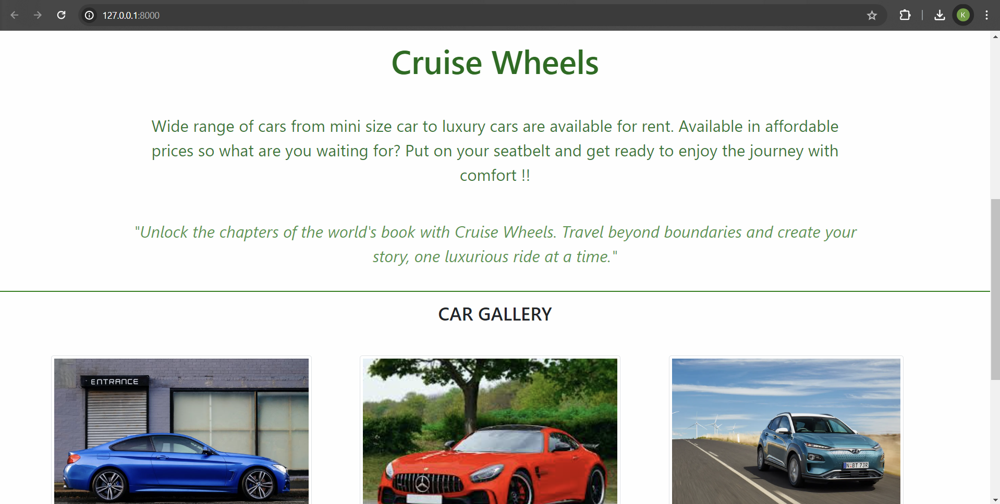 127.0.0.1:8000
K
Cruise Wheels
Wide range of cars from mini size car to luxury cars are available for rent. Available in affordable
prices so what are you waiting for? Put on your seatbelt and get ready to enjoy the journey with
comfort !!
"Unlock the chapters of the world's book with Cruise Wheels. Travel beyond boundaries and create your
story, one luxurious ride at a time."
CAR GALLERY
ENTRANCE
N·BT 73R